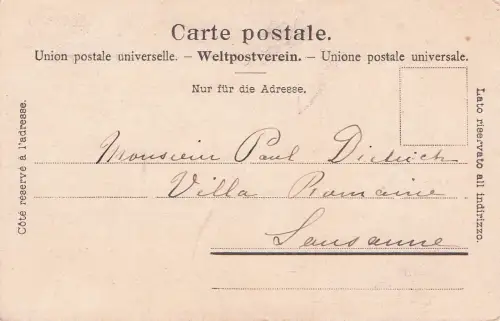 Carte postale.
Union postale universelle. – Weltpostverein. – Unione postale universale.
Nur für die Adresse.
Côté réservé à l'adresse.
Lato riservato all indirizzo.
Monsieur Paul Dietrich
Villa Romaine
Lausanne